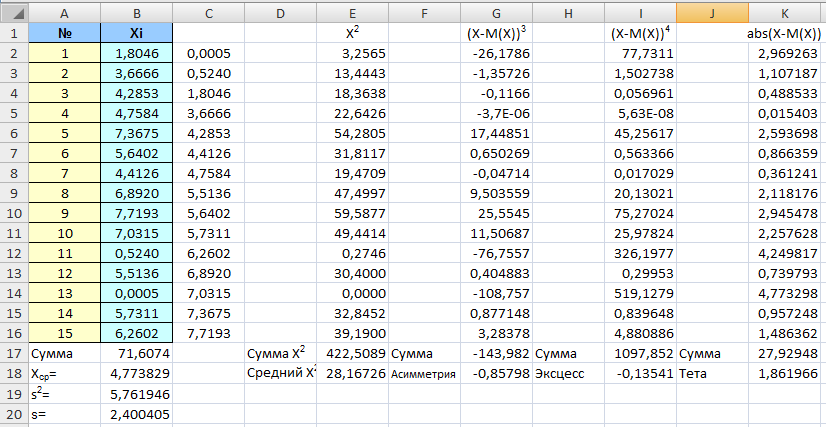 A B C D E F G H I J K
1 № Xi X² (X-M(X))³ (X-M(X))⁴ abs(X-M(X))
2 1 1,8046 0,0005 3,2565 -26,1786 77,7311 2,969263
3 2 3,6666 0,5240 13,4443 -1,35726 1,502738 1,107187
4 3 4,2853 1,8046 18,3638 -0,1166 0,056961 0,488533
5 4 4,7584 3,6666 22,6426 -3,7E-06 5,63E-08 0,015403
6 5 7,3675 4,2853 54,2805 17,44851 45,25617 2,593698
7 6 5,6402 4,4126 31,8117 0,650269 0,563366 0,866359
8 7 4,4126 4,7584 19,4709 -0,04714 0,017029 0,361241
9 8 6,8920 5,5136 47,4997 9,503559 20,13021 2,118176
10 9 7,7193 5,6402 59,5877 25,5545 75,27024 2,945478
11 10 7,0315 5,7311 49,4414 11,50687 25,97824 2,257628
12 11 0,5240 6,2602 0,2746 -76,7557 326,1977 4,249817
13 12 5,5136 6,8920 30,4000 0,404883 0,29953 0,739793
14 13 0,0005 7,0315 0,0000 -108,757 519,1279 4,773298
15 14 5,7311 7,3675 32,8452 0,877148 0,839648 0,957248
16 15 6,2602 7,7193 39,1900 3,28378 4,880886 1,486362
17 Сумма 71,6074 Сумма X² 422,5089 Сумма -143,982 Сумма 1097,852 Сумма 27,92948
18 Xср= 4,773829 Средний X² 28,16726 Асимметрия -0,85798 Эксцесс -0,13541 Тета 1,861966
19 s²= 5,761946
20 s= 2,400405